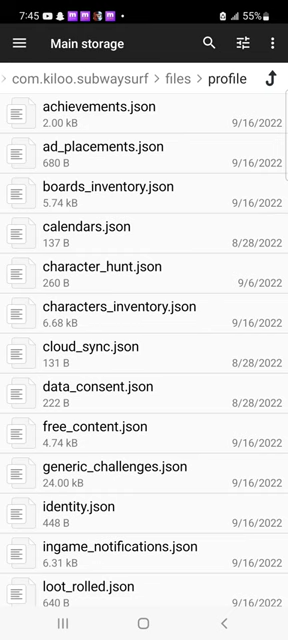 7:45
55%
Main storage
com.kiloo.subwaysurf > files > profile
achievements.json
2.00 kB 9/16/2022
ad_placements.json
680 B 9/16/2022
boards_inventory.json
5.74 kB 9/16/2022
calendars.json
137 B 8/28/2022
character_hunt.json
260 B 9/6/2022
characters_inventory.json
6.68 kB 9/16/2022
cloud_sync.json
131 B 8/28/2022
data_consent.json
222 B 8/28/2022
free_content.json
4.74 kB 9/16/2022
generic_challenges.json
24.00 kB 9/16/2022
identity.json
448 B 9/16/2022
ingame_notifications.json
6.31 kB 9/16/2022
loot_rolled.json
640 B 9/16/2022